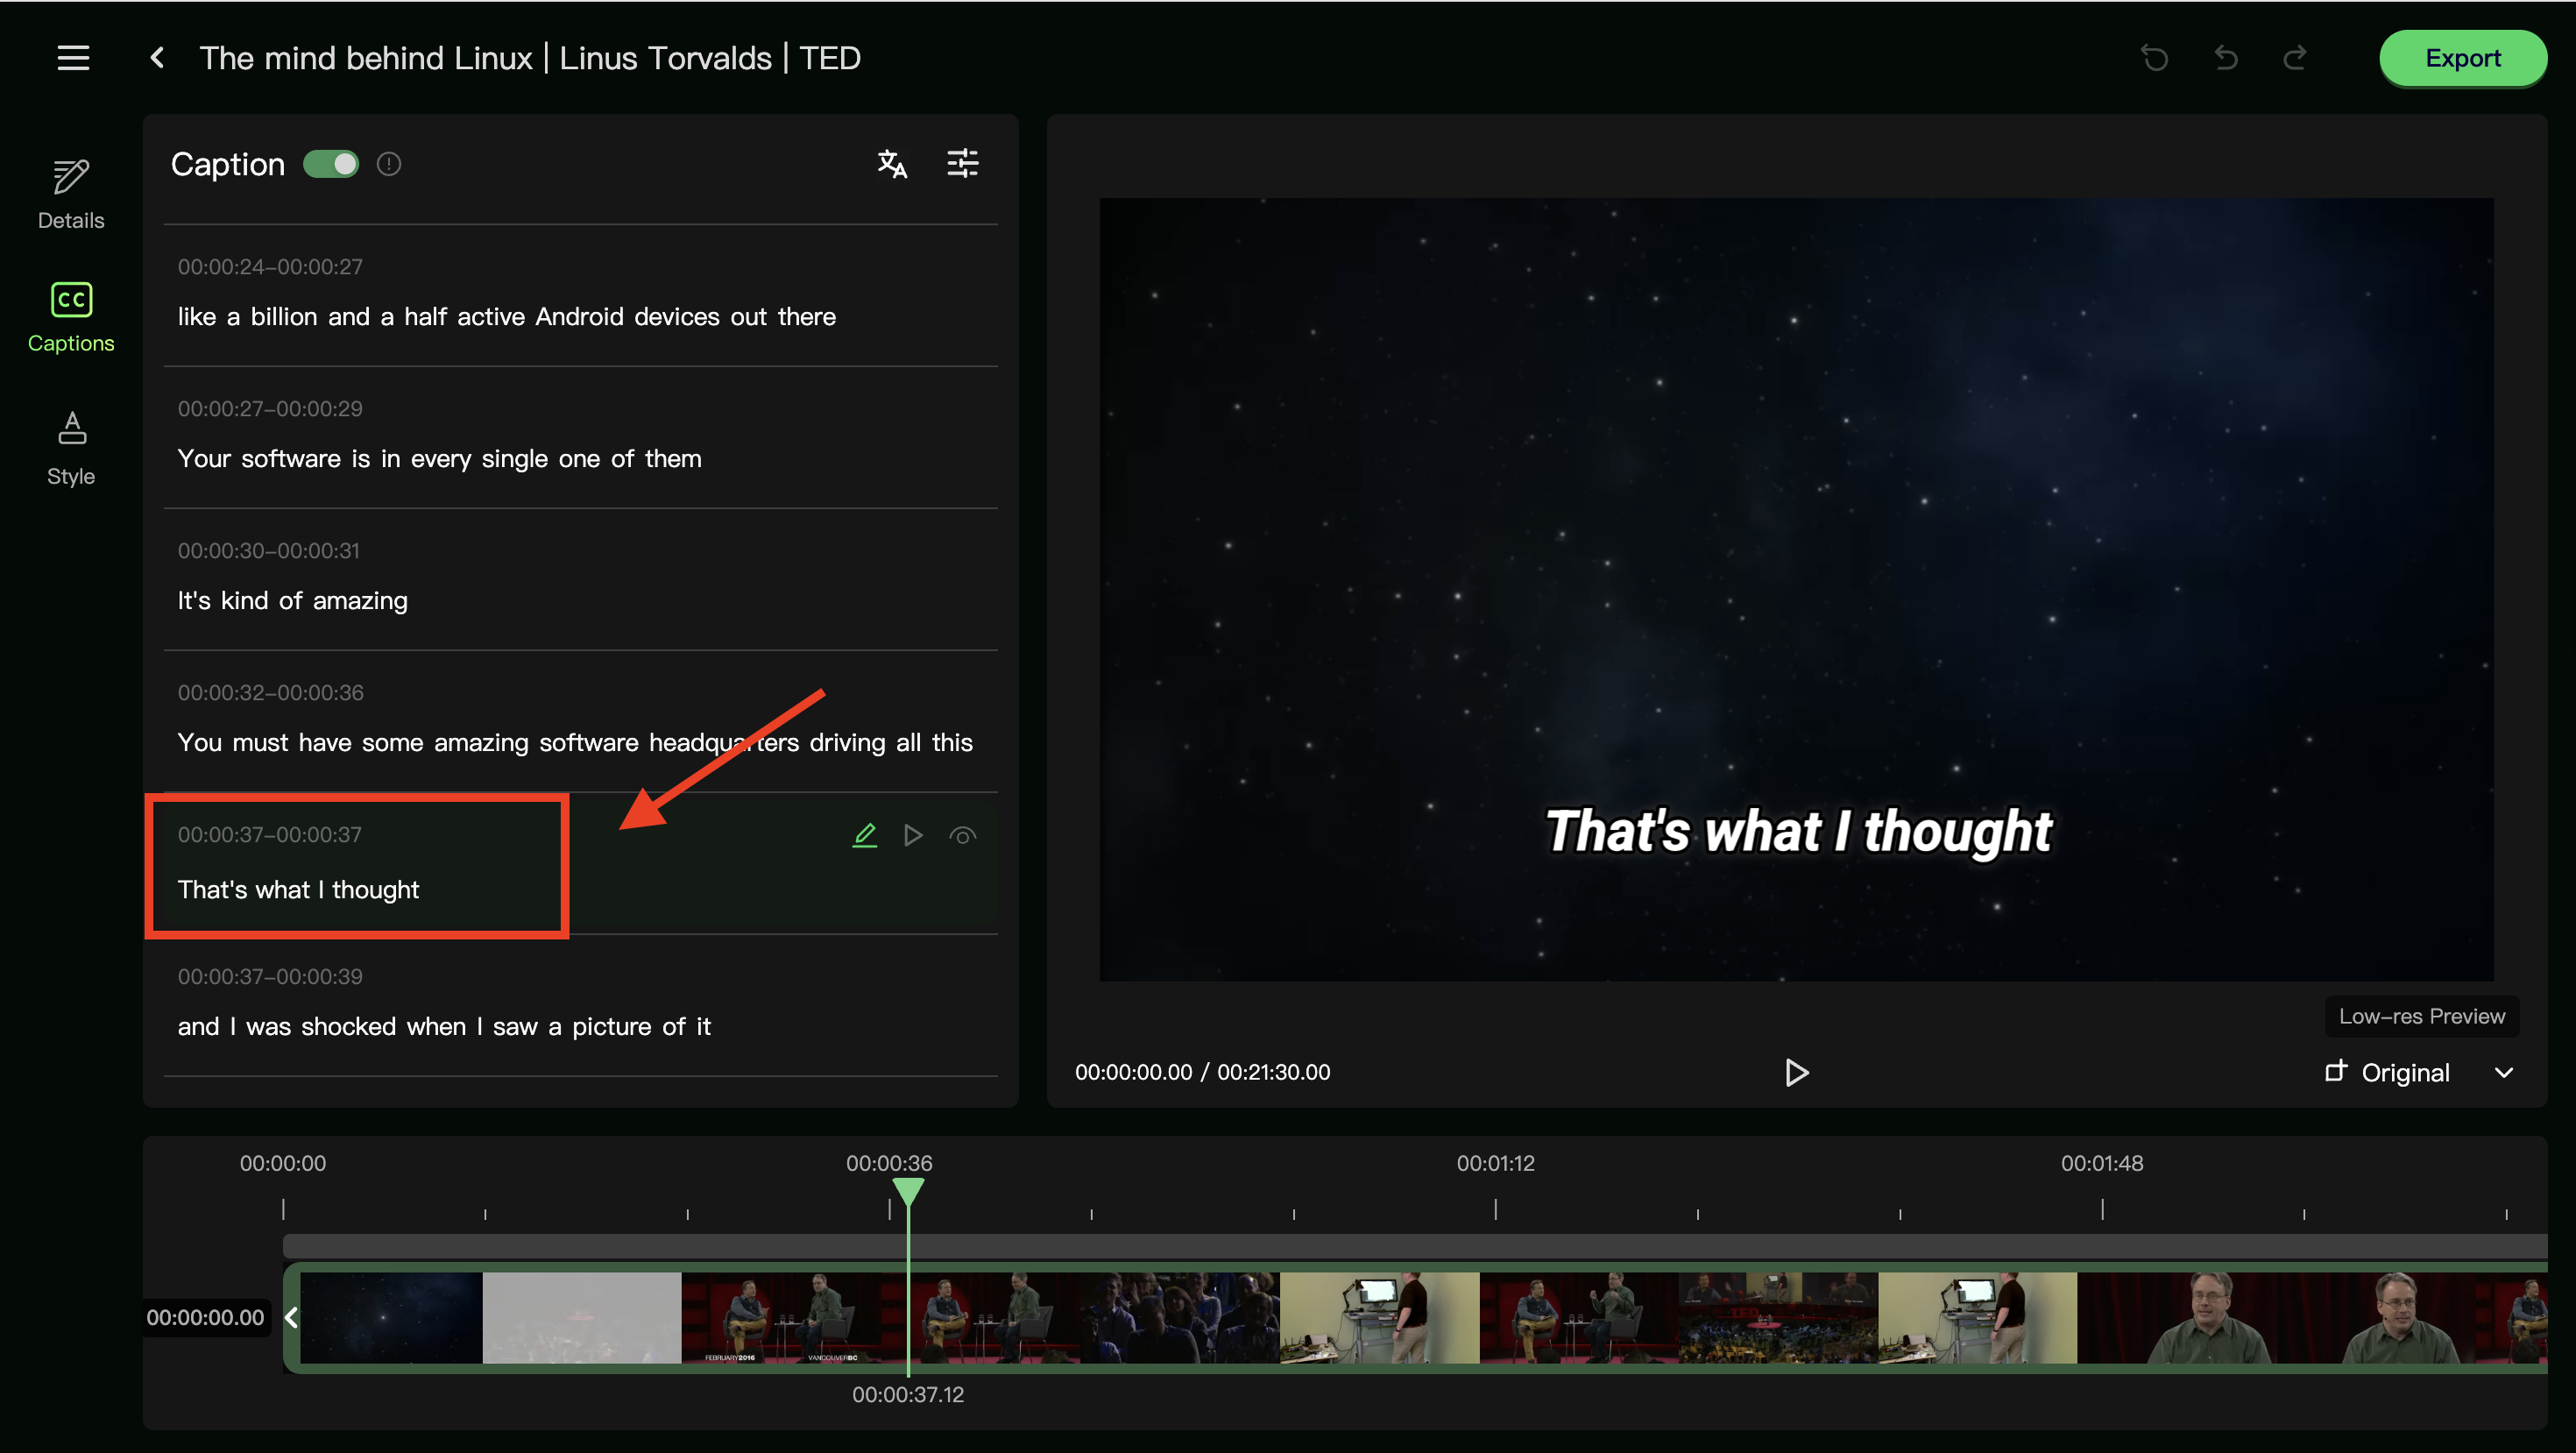 The mind behind Linux | Linus Torvalds | TED
Export
Details
CC
Captions
A
Style
Caption
文A
00:00:24–00:00:27
like a billion and a half active Android devices out there
00:00:27–00:00:29
Your software is in every single one of them
00:00:30–00:00:31
It's kind of amazing
00:00:32–00:00:36
You must have some amazing software headquarters driving all this
00:00:37–00:00:37
That's what I thought
00:00:37–00:00:39
and I was shocked when I saw a picture of it
That's what I thought
Low–res Preview
00:00:00.00 / 00:21:30.00
Original
00:00:00
00:00:36
00:01:12
00:01:48
00:00:00.00
FEBRUARY2016
VANCOUVERBC
TED
00:00:37.12